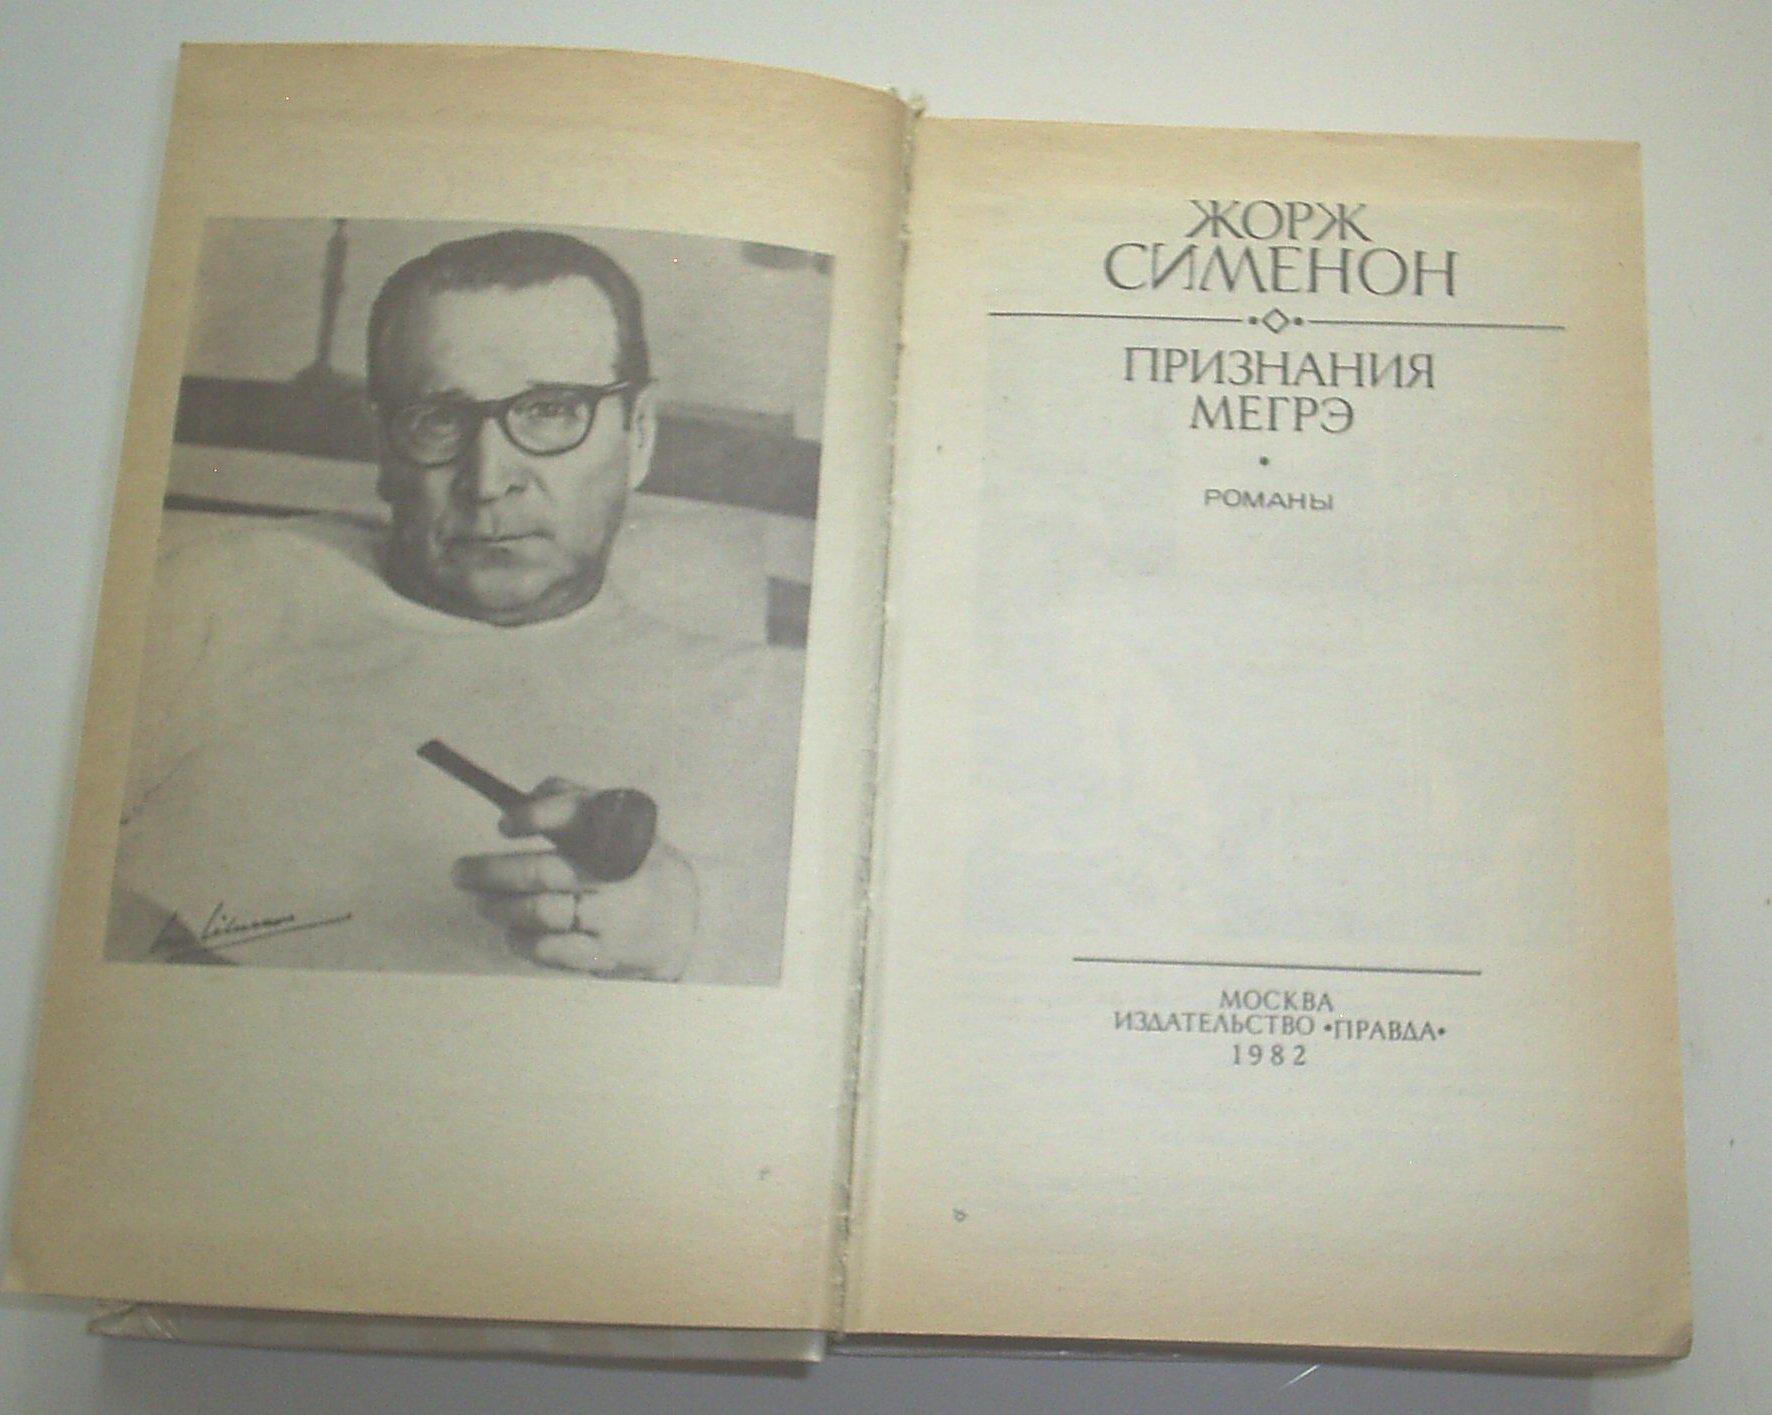 ЖОРЖ
СИМЕНОН
ПРИЗНАНИЯ
МЕГРЭ
РОМАНЫ
МОСКВА
ИЗДАТЕЛЬСТВО •ПРАВДА•
1982